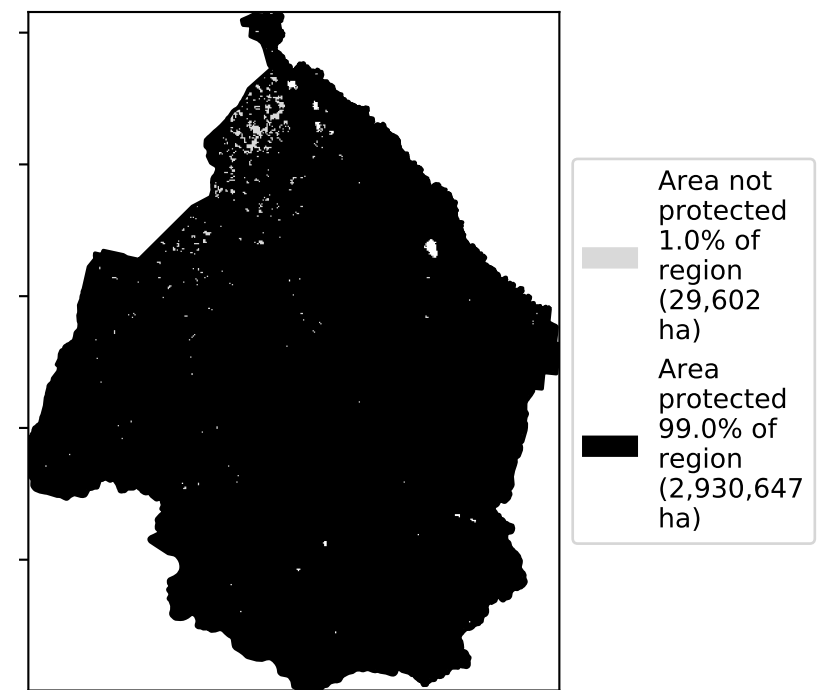 Area not
protected
1.0% of
region
(29,602
ha)
Area
protected
99.0% of
region
(2,930,647
ha)